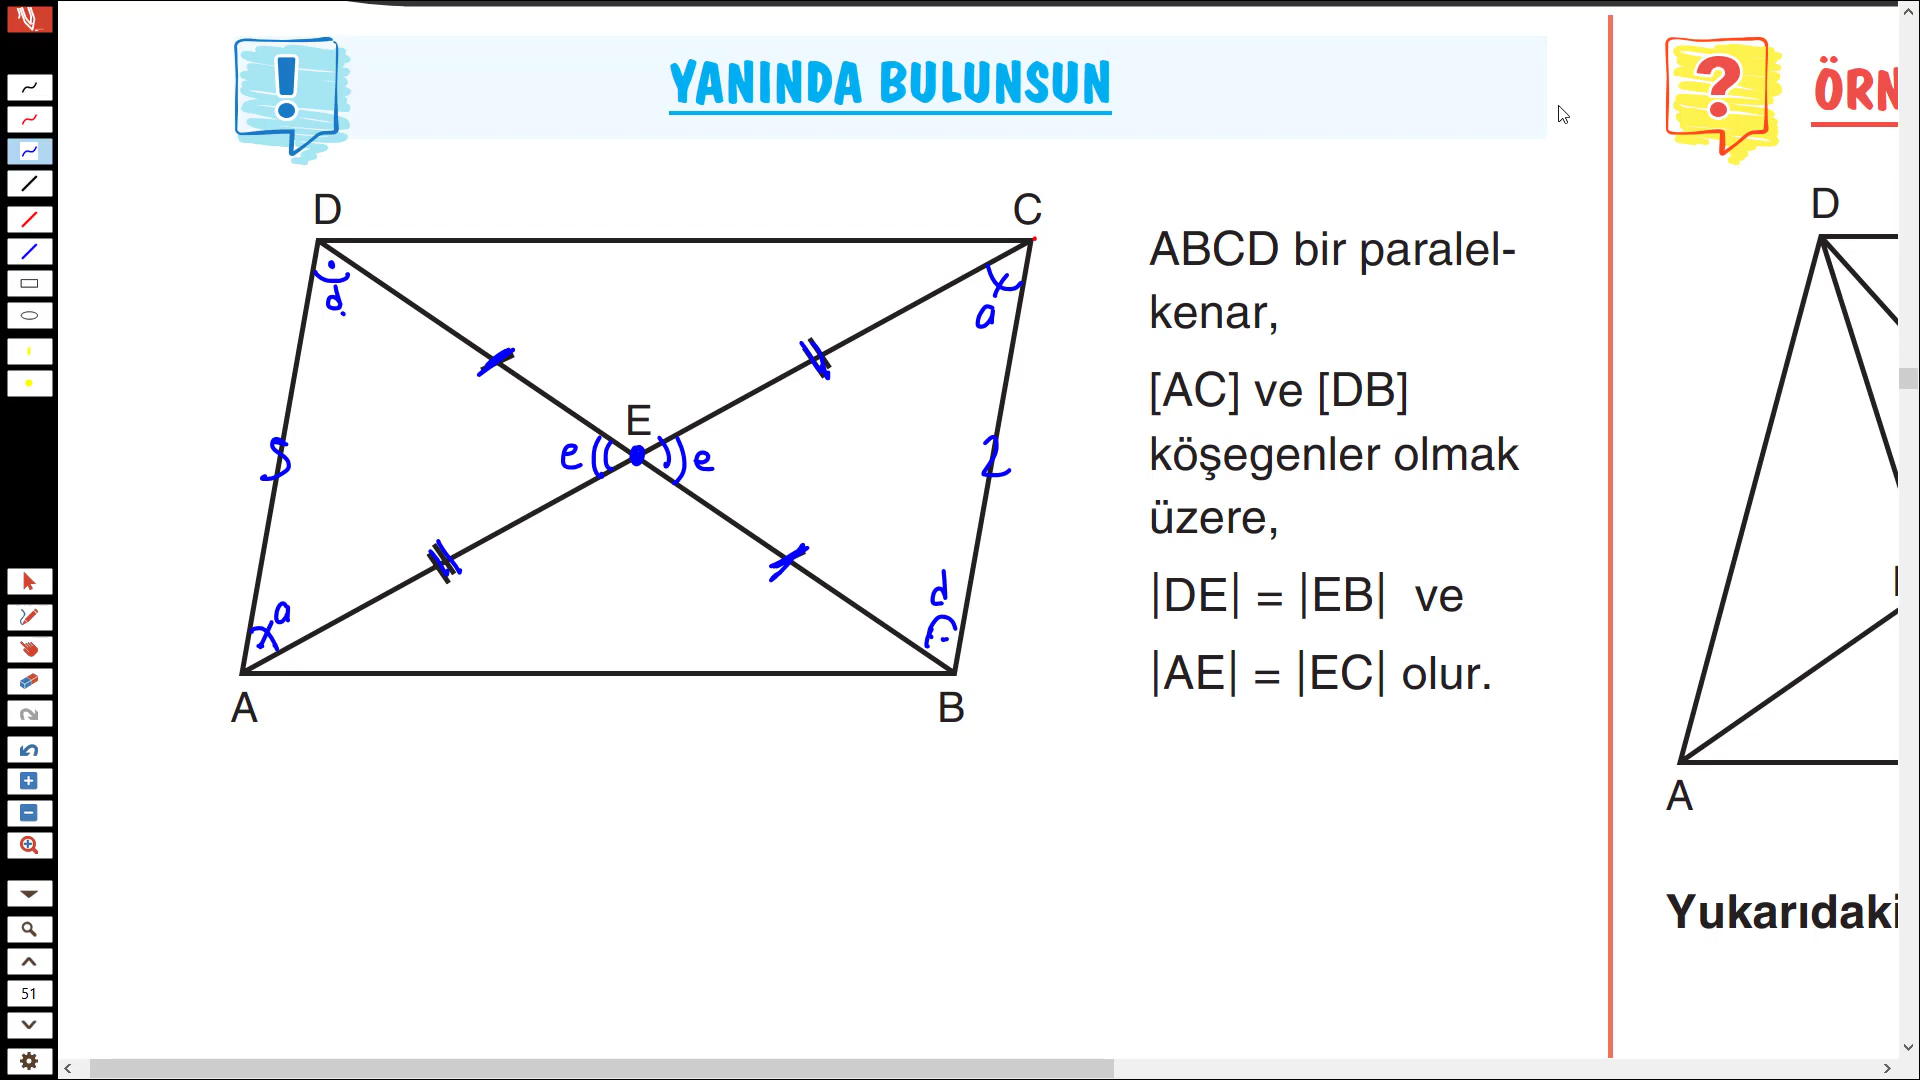 YANINDA BULUNSUN
ÖRN
D
C
d
a
E
e
e
a
d
A
B
ABCD bir paralel-
kenar,
[AC] ve [DB]
köşegenler olmak
üzere,
|DE| = |EB| ve
|AE| = |EC| olur.
D
A
Yukarıdaki
51